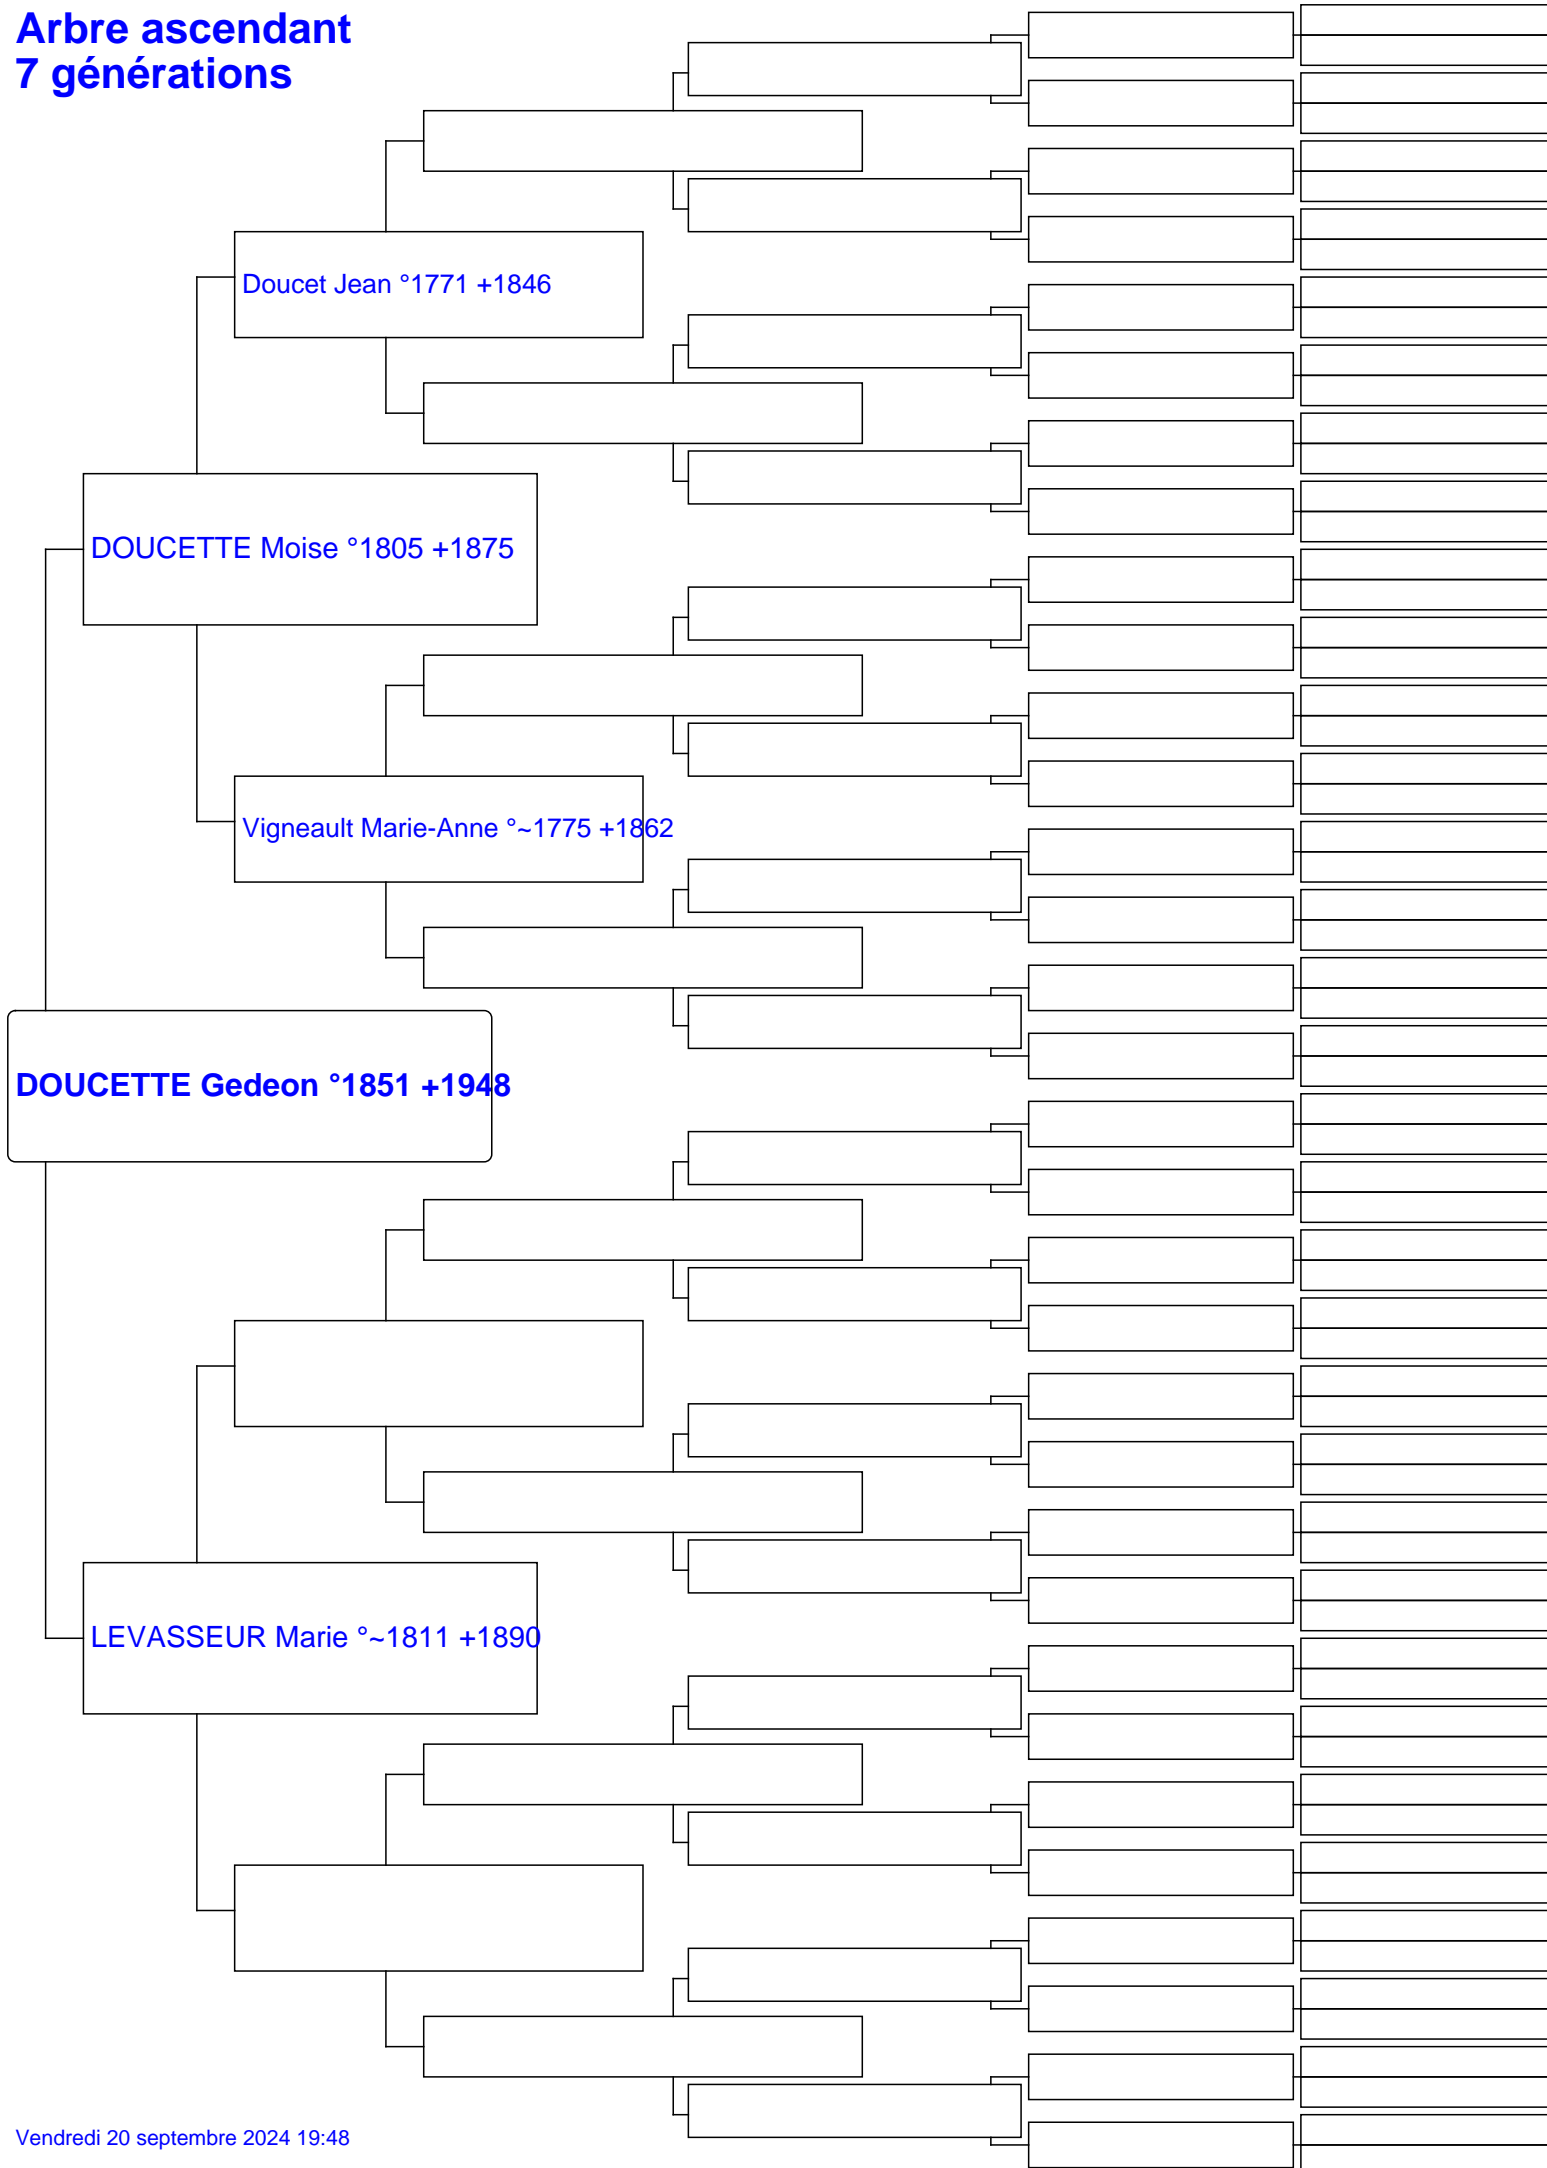 Arbre ascendant
7 générations
Doucet Jean °1771 +1846
DOUCETTE Moise °1805 +1875
Vigneault Marie-Anne °~1775 +1862
DOUCETTE Gedeon °1851 +1948
LEVASSEUR Marie °~1811 +1890
Vendredi 20 septembre 2024 19:48